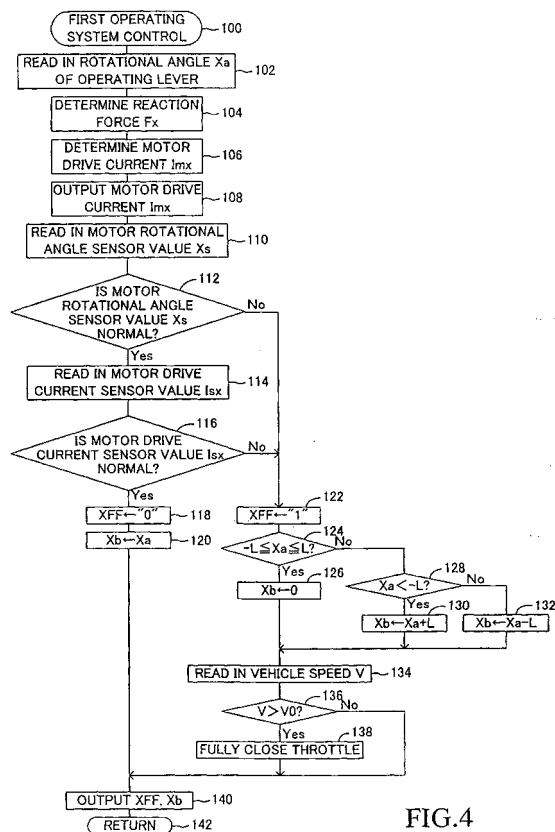 FIRST OPERATING
SYSTEM CONTROL
100
READ IN ROTATIONAL ANGLE Xa
OF OPERATING LEVER
102
DETERMINE REACTION
FORCE Fx
104
DETERMINE MOTOR
DRIVE CURRENT Imx
106
OUTPUT MOTOR DRIVE
CURRENT Imx
108
READ IN MOTOR ROTATIONAL
ANGLE SENSOR VALUE Xs
110
112
IS MOTOR
ROTATIONAL ANGLE
SENSOR VALUE Xs
NORMAL?
No
Yes
READ IN MOTOR DRIVE
CURRENT SENSOR VALUE Isx
114
116
IS MOTOR DRIVE
CURRENT SENSOR VALUE Isx
NORMAL?
No
Yes
XFF←"0"
118
Xb←Xa
120
XFF←"1"
122
124
-L≦Xa≦L?
No
Yes
126
Xb←0
128
Xa<-L?
No
Yes
130
Xb←Xa+L
132
Xb←Xa-L
READ IN VEHICLE SPEED V
134
136
V>V0?
No
Yes
138
FULLY CLOSE THROTTLE
OUTPUT XFF, Xb
140
RETURN
142
FIG.4